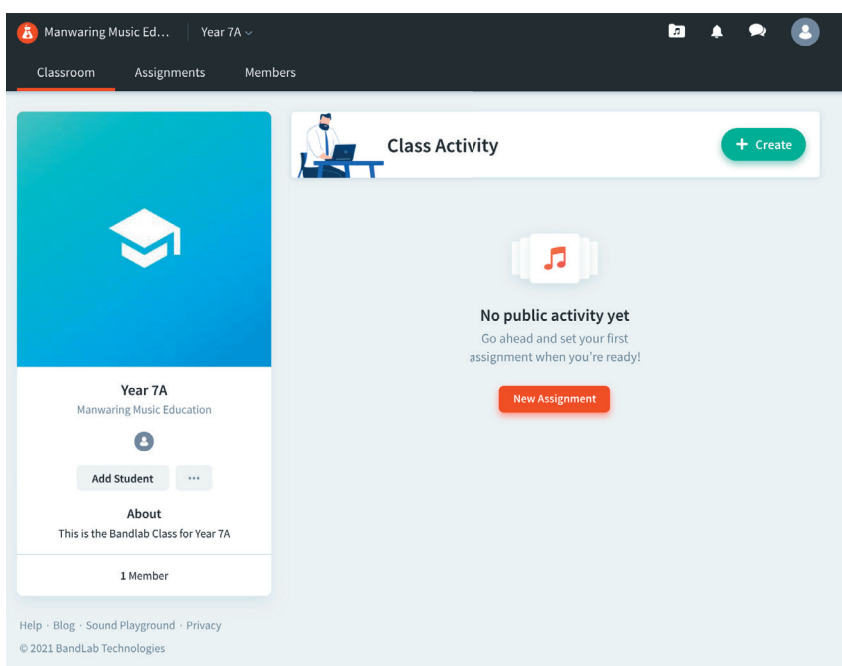 Manwaring Music Ed... Year 7A
Classroom Assignments Members
Class Activity
+ Create
No public activity yet
Go ahead and set your first
assignment when you're ready!
New Assignment
Year 7A
Manwaring Music Education
Add Student ...
About
This is the Bandlab Class for Year 7A
1 Member
Help · Blog · Sound Playground · Privacy
© 2021 BandLab Technologies